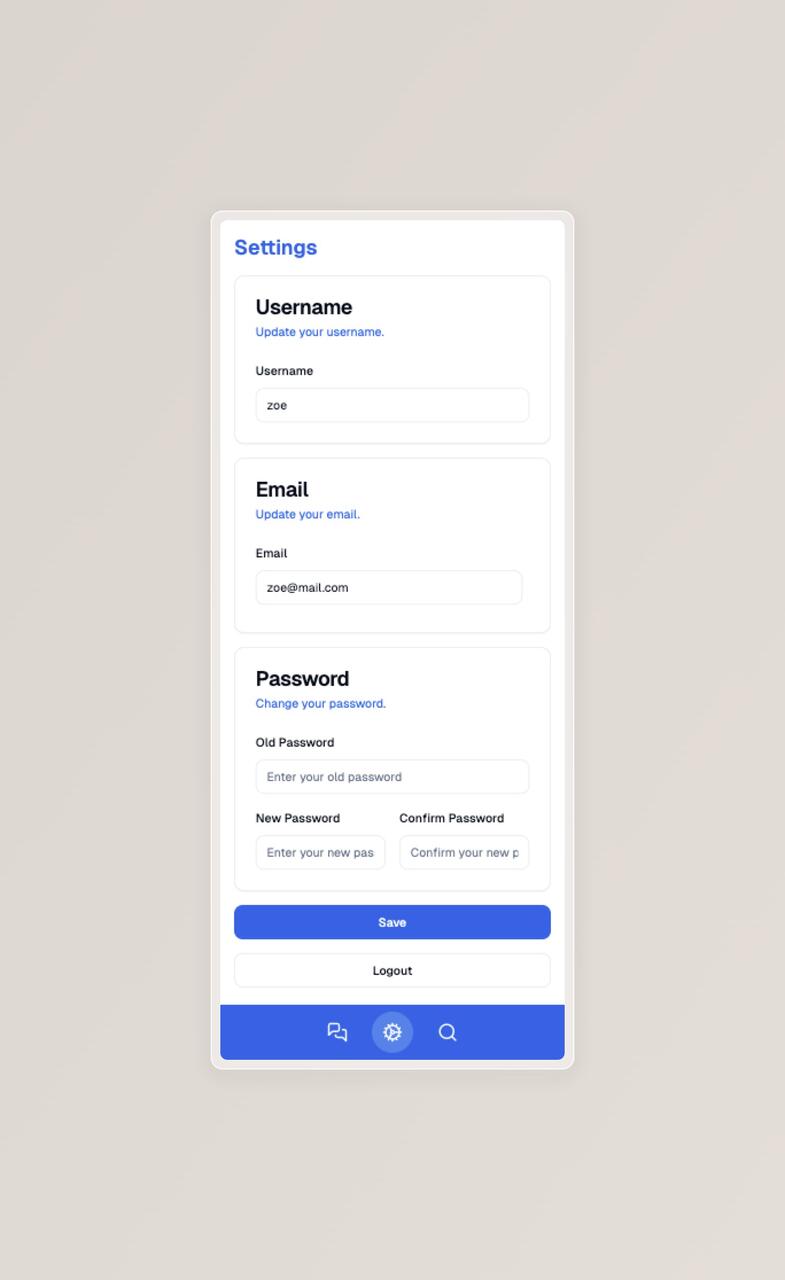 Settings
Username
Update your username.
Username
zoe
Email
Update your email.
Email
zoe@mail.com
Password
Change your password.
Old Password
Enter your old password
New Password
Confirm Password
Enter your new pas
Confirm your new p
Save
Logout